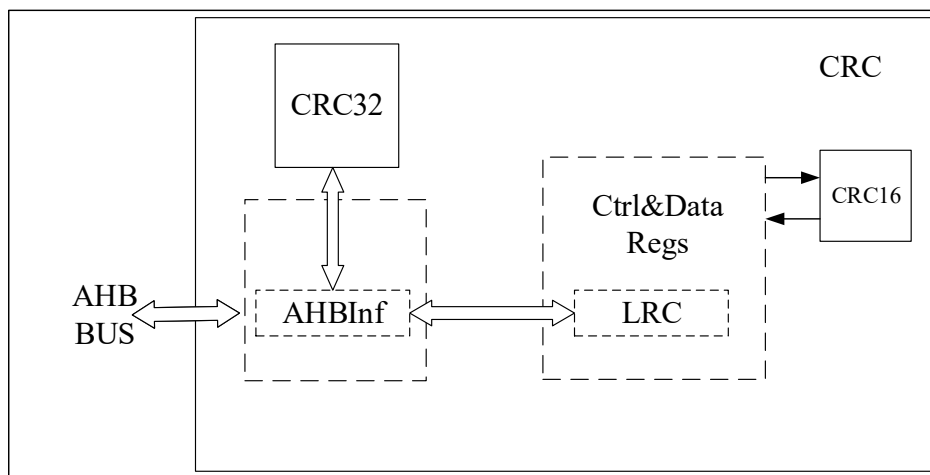 CRC
CRC32
CRC16
Ctrl&Data
Regs
AHB
BUS
AHBInf
LRC